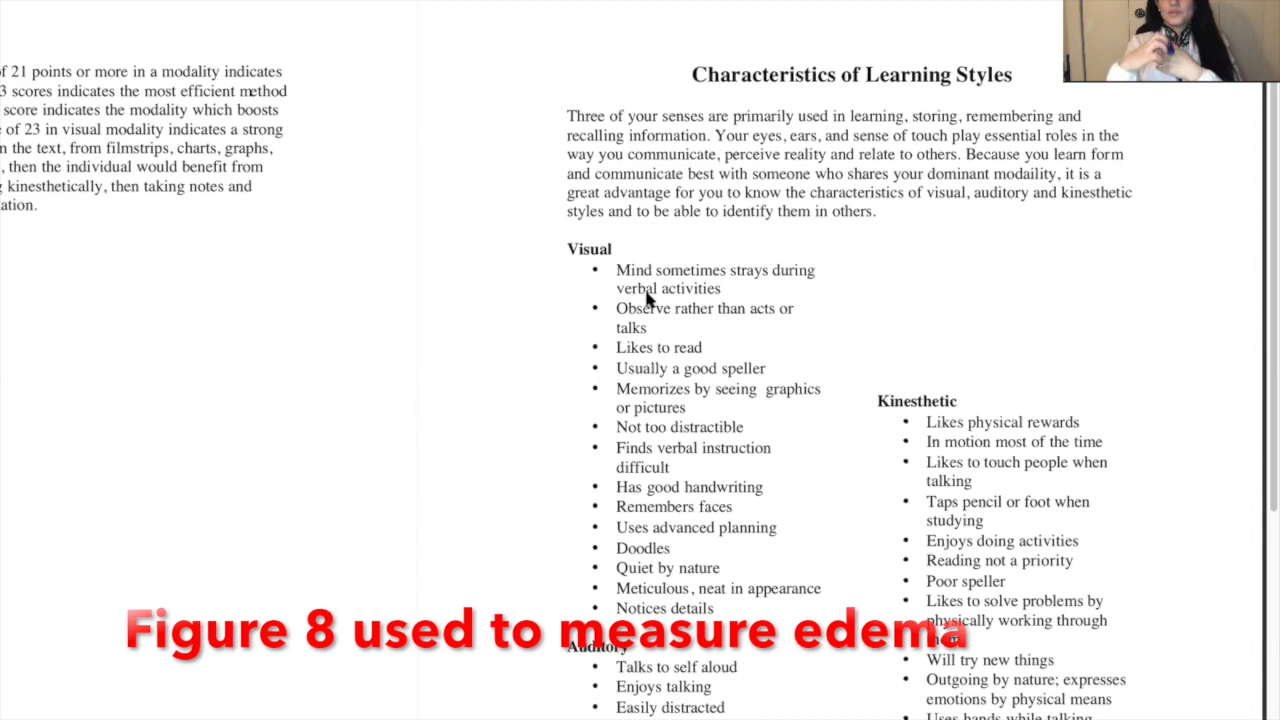 of 21 points or more in a modality indicates
3 scores indicates the most efficient method
score indicates the modality which boosts
of 23 in visual modality indicates a strong
n the text, from filmstrips, charts, graphs,
, then the individual would benefit from
kinesthetically, then taking notes and
ation.
Characteristics of Learning Styles
Three of your senses are primarily used in learning, storing, remembering and
recalling information. Your eyes, ears, and sense of touch play essential roles in the
way you communicate, perceive reality and relate to others. Because you learn form
and communicate best with someone who shares your dominant modaility, it is a
great advantage for you to know the characteristics of visual, auditory and kinesthetic
styles and to be able to identify them in others.
Visual
• Mind sometimes strays during
verbal activities
• Observe rather than acts or
talks
• Likes to read
• Usually a good speller
• Memorizes by seeing graphics
or pictures
• Not too distractible
• Finds verbal instruction
difficult
• Has good handwriting
• Remembers faces
• Uses advanced planning
• Doodles
• Quiet by nature
• Meticulous, neat in appearance
• Notices details
Auditory
• Talks to self aloud
• Enjoys talking
• Easily distracted
Kinesthetic
• Likes physical rewards
• In motion most of the time
• Likes to touch people when
talking
• Taps pencil or foot when
studying
• Enjoys doing activities
• Reading not a priority
• Poor speller
• Likes to solve problems by
physically working through
• Will try new things
• Outgoing by nature; expresses
emotions by physical means
• Uses hands while talking
Figure 8 used to measure edema